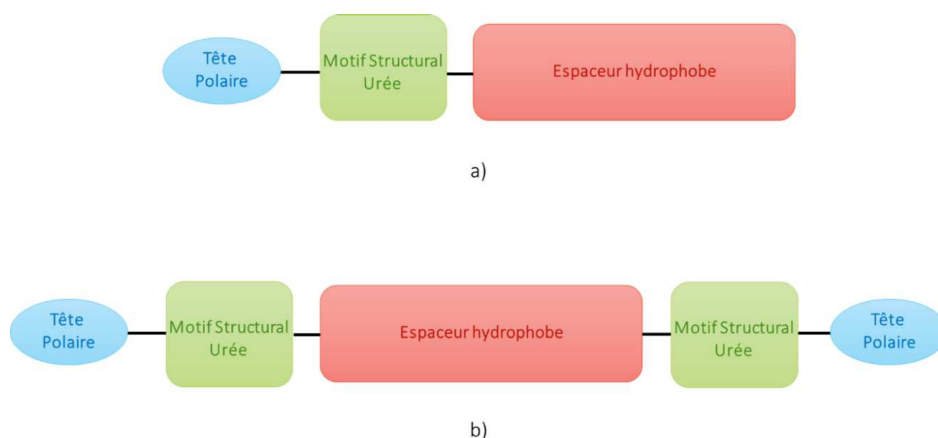 Tête
Polaire
Motif Structural
Urée
Espaceur hydrophobe
a)
Tête
Polaire
Motif Structural
Urée
Espaceur hydrophobe
Motif Structural
Urée
Tête
Polaire
b)